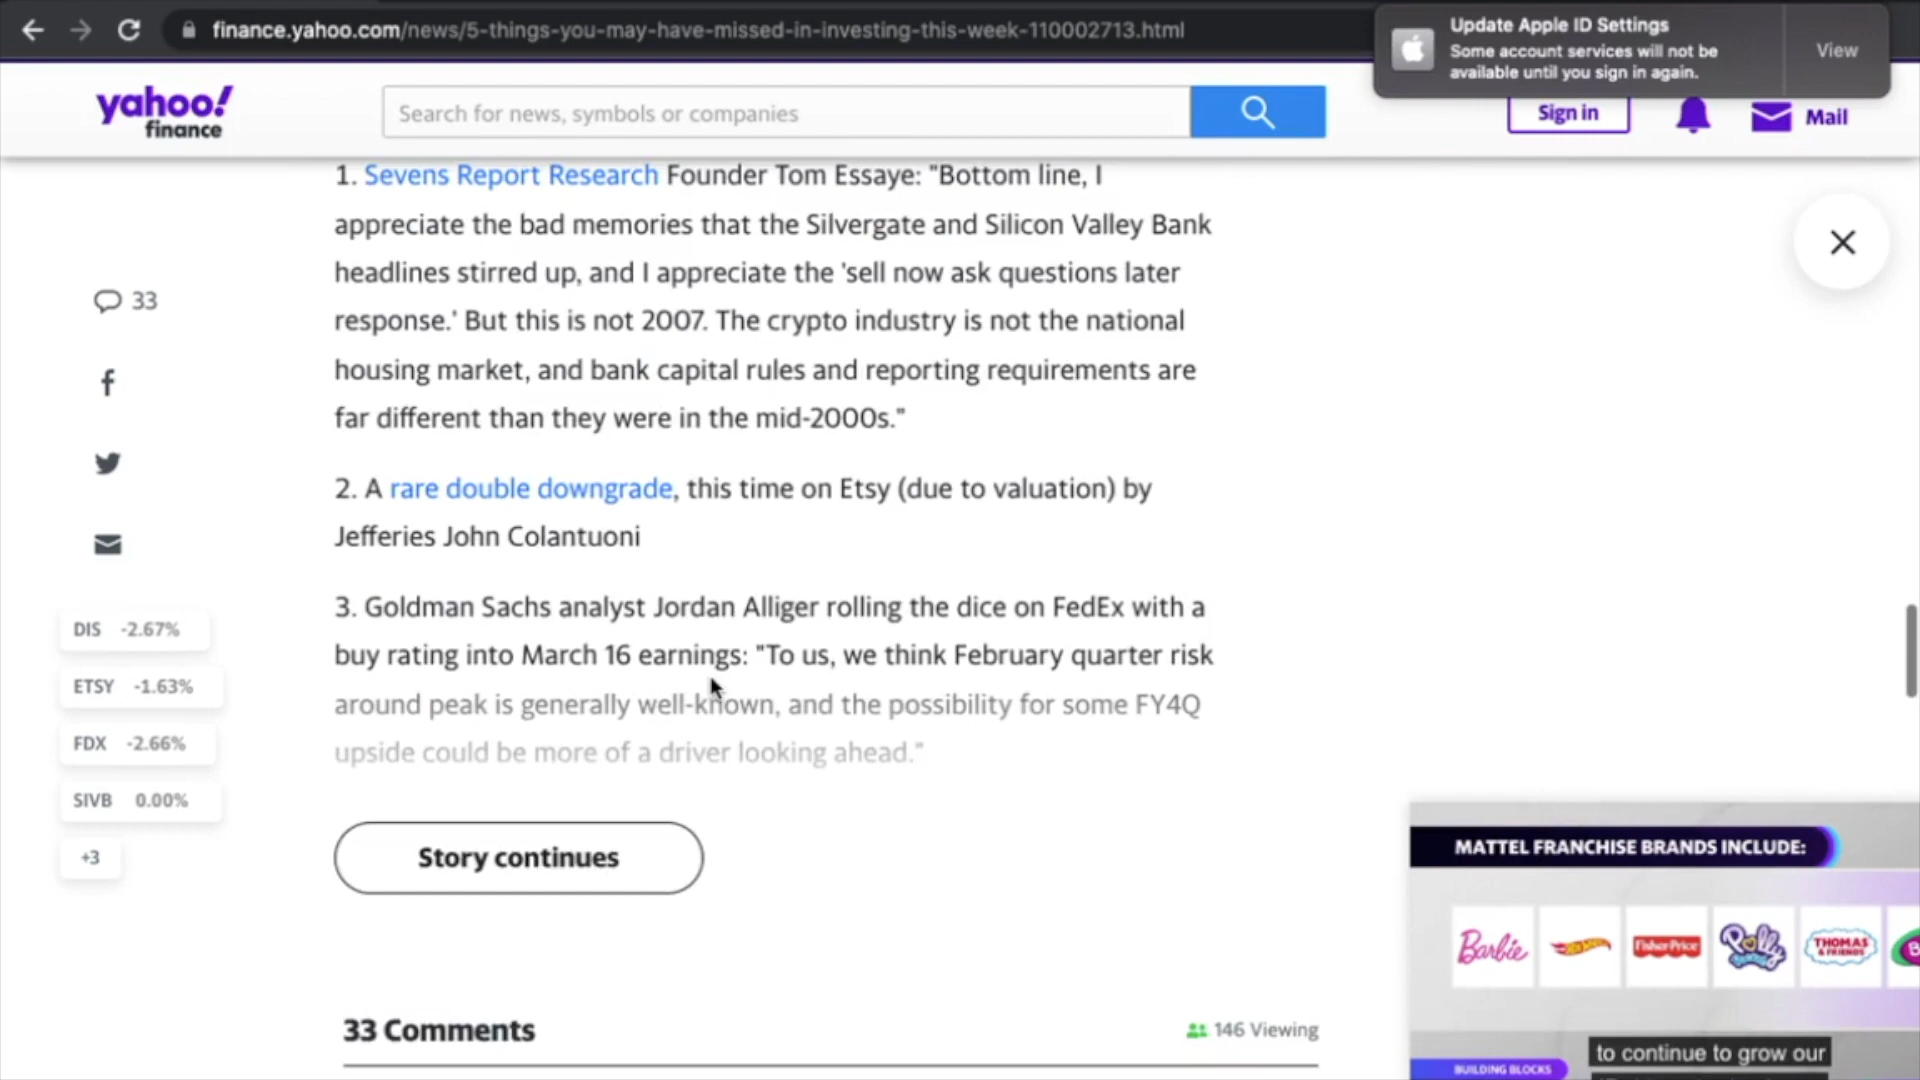 finance.yahoo.com/news/5-things-you-may-have-missed-in-investing-this-week-110002713.html
Update Apple ID Settings
Some account services will not be
available until you sign in again.
View
yahoo!
finance
Search for news, symbols or companies
Sign in
Mail
1. Sevens Report Research Founder Tom Essaye: "Bottom line, I
appreciate the bad memories that the Silvergate and Silicon Valley Bank
headlines stirred up, and I appreciate the 'sell now ask questions later
response.' But this is not 2007. The crypto industry is not the national
housing market, and bank capital rules and reporting requirements are
far different than they were in the mid-2000s."
33
2. A rare double downgrade, this time on Etsy (due to valuation) by
Jefferies John Colantuoni
3. Goldman Sachs analyst Jordan Alliger rolling the dice on FedEx with a
buy rating into March 16 earnings: "To us, we think February quarter risk
around peak is generally well-known, and the possibility for some FY4Q
upside could be more of a driver looking ahead."
DIS -2.67%
ETSY -1.63%
FDX -2.66%
SIVB 0.00%
+3
Story continues
33 Comments
146 Viewing
MATTEL FRANCHISE BRANDS INCLUDE:
Barbie
Hot Wheels
Fisher-Price
Polly Pocket
THOMAS
& FRIENDS
BUILDING BLOCKS
to continue to grow our